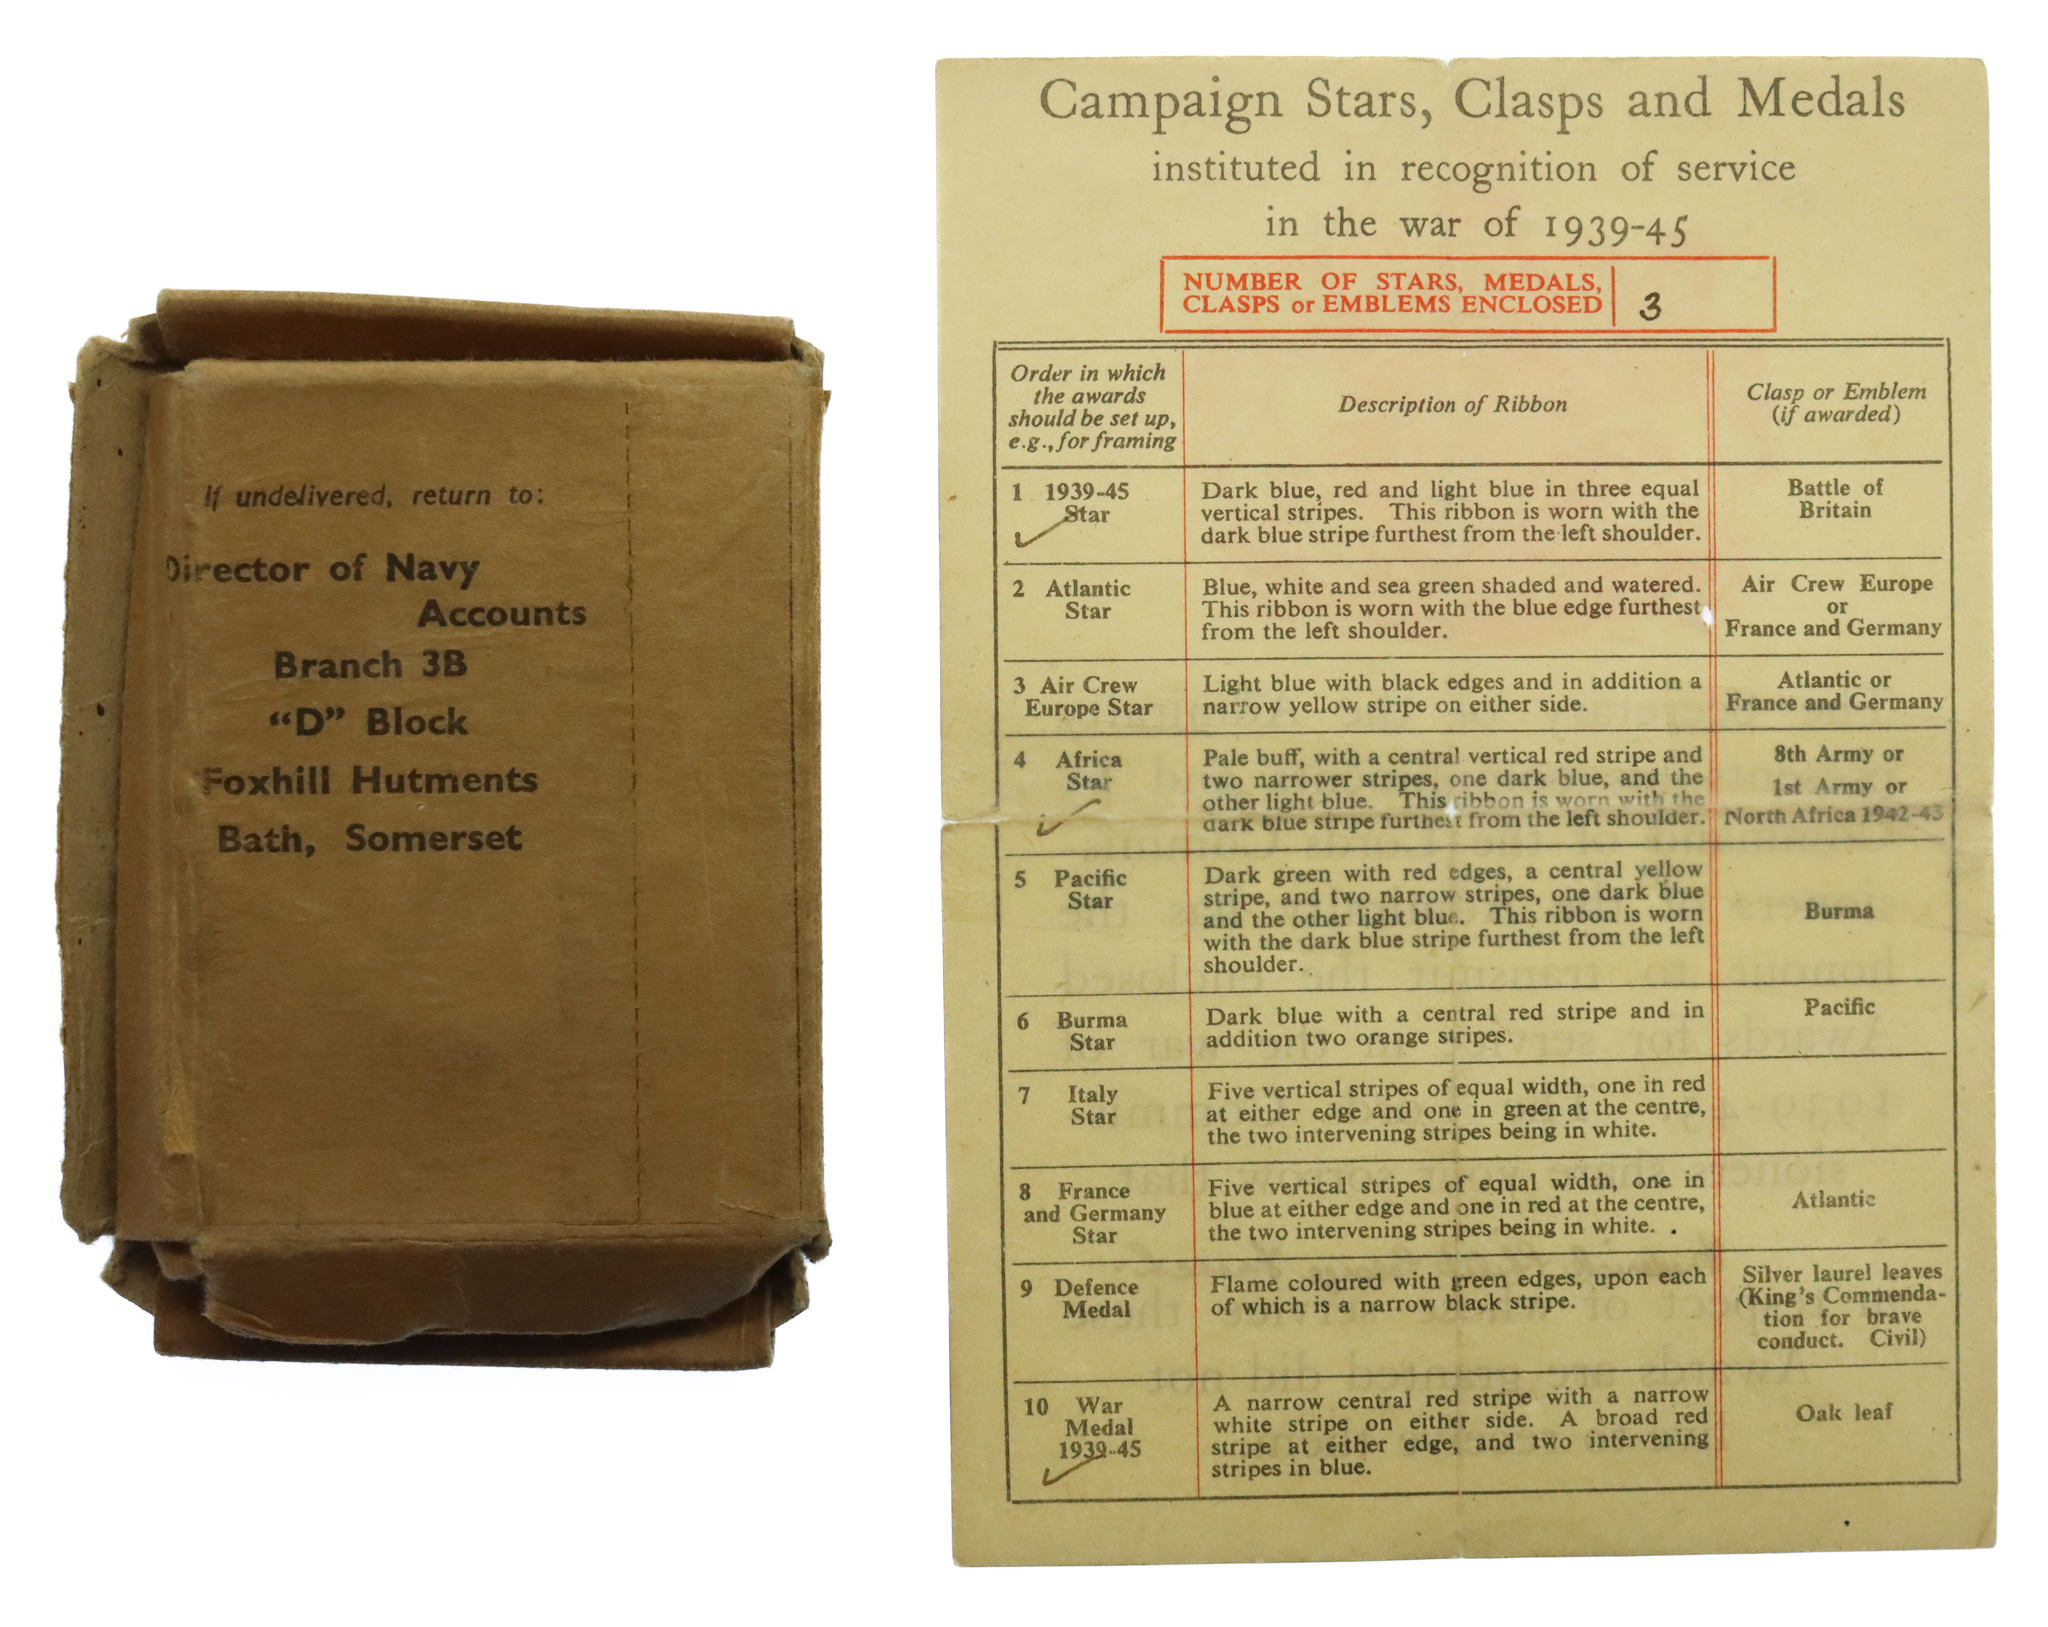 If undelivered, return to:
Director of Navy
Accounts
Branch 3B
“D” Block
Foxhill Hutments
Bath, Somerset
Campaign Stars, Clasps and Medals
instituted in recognition of service
in the war of 1939-45
NUMBER OF STARS, MEDALS,
CLASPS or EMBLEMS ENCLOSED
3
Order in which
the awards
should be set up,
e.g., for framing
Description of Ribbon
Clasp or Emblem
(if awarded)
1 1939-45
Star
Dark blue, red and light blue in three equal
vertical stripes. This ribbon is worn with the
dark blue stripe furthest from the left shoulder.
Battle of
Britain
2 Atlantic
Star
Blue, white and sea green shaded and watered.
This ribbon is worn with the blue edge furthest
from the left shoulder.
Air Crew Europe
or
France and Germany
3 Air Crew
Europe Star
Light blue with black edges and in addition a
narrow yellow stripe on either side.
Atlantic or
France and Germany
4 Africa
Star
Pale buff, with a central vertical red stripe and
two narrower stripes, one dark blue, and the
other light blue. This ribbon is worn with the
dark blue stripe furthest from the left shoulder.
8th Army or
1st Army or
North Africa 1942-43
5 Pacific
Star
Dark green with red edges, a central yellow
stripe, and two narrow stripes, one dark blue
and the other light blue. This ribbon is worn
with the dark blue stripe furthest from the left
shoulder.
Burma
6 Burma
Star
Dark blue with a central red stripe and in
addition two orange stripes.
Pacific
7 Italy
Star
Five vertical stripes of equal width, one in red
at either edge and one in green at the centre,
the two intervening stripes being in white.
8 France
and Germany
Star
Five vertical stripes of equal width, one in
blue at either edge and one in red at the centre,
the two intervening stripes being in white.
Atlantic
9 Defence
Medal
Flame coloured with green edges, upon each
of which is a narrow black stripe.
Silver laurel leaves
(King's Commenda-
tion for brave
conduct. Civil)
10 War
Medal
1939-45
A narrow central red stripe with a narrow
white stripe on either side. A broad red
stripe at either edge, and two intervening
stripes in blue.
Oak leaf